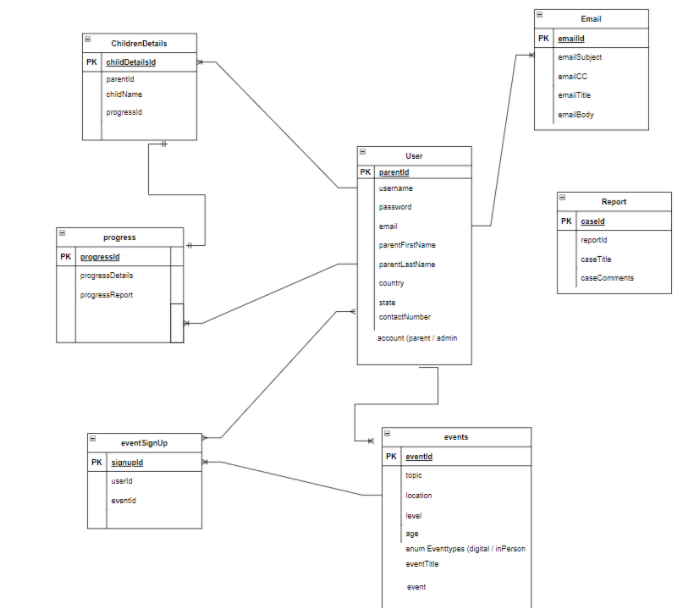 ChildrenDetails
PK childDetailsId
parentId
childName
progressId
Email
PK emailId
emailSubject
emailCC
emailTitle
emailBody
User
PK parentId
username
password
email
parentFirstName
parentLastName
country
state
contactNumber
account (parent / admin
Report
PK caseId
reportId
caseTitle
caseComments
progress
PK progressId
progressDetails
progressReport
eventSignUp
PK signupId
userId
eventId
events
PK eventId
topic
location
level
age
enum Eventtypes (digital / inPerson
eventTitle
event